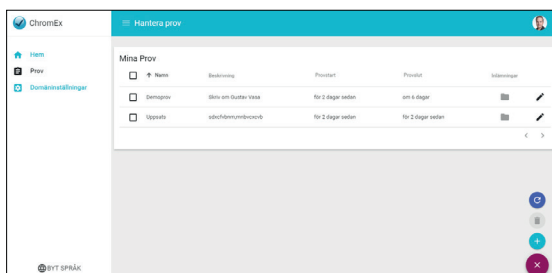 ChromEx
Hantera prov
Hem
Prov
Domäninställningar
Mina Prov
Namn Beskrivning Provstart Provslut Inlämningar
Demoprov Skriv om Gustav Vasa för 2 dagar sedan om 6 dagar
Uppsats för 2 dagar sedan för 2 dagar sedan
BYT SPRÅK